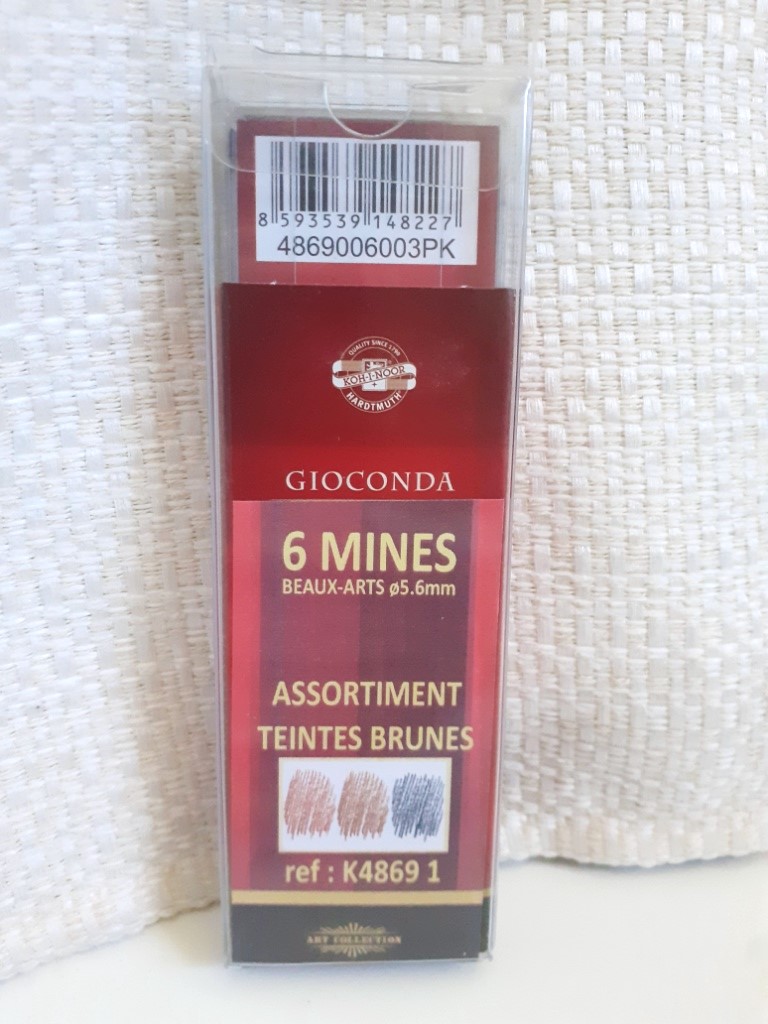 8 593539 148227
4869006003PK
QUALITY SINCE 1790
KOH-I-NOOR
HARDTMUTH
GIOCONDA
6 MINES
BEAUX-ARTS ø5.6mm
ASSORTIMENT
TEINTES BRUNES
ref : K4869 1
ART COLLECTION